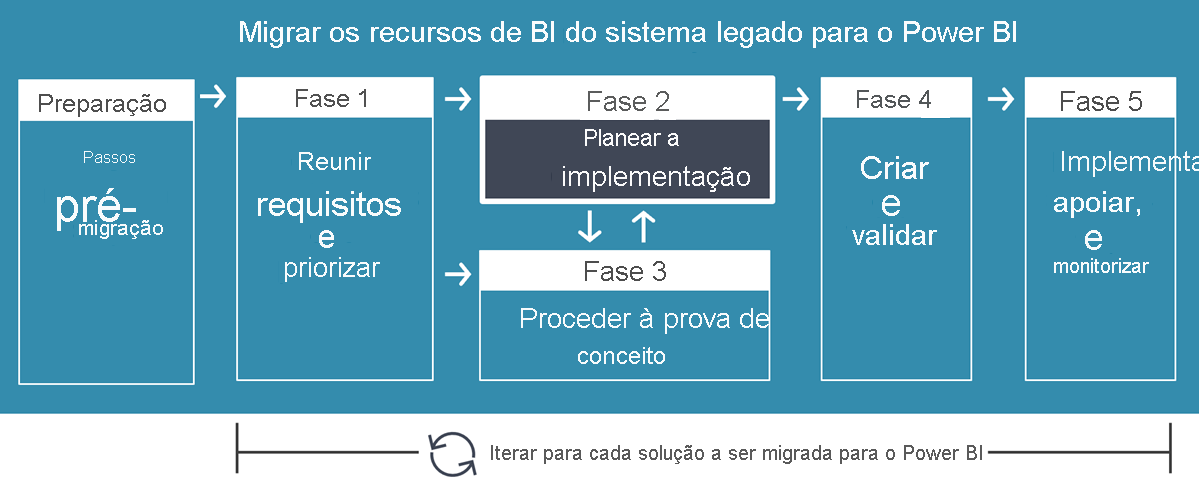 Migrar os recursos de BI do sistema legado para o Power BI
Preparação
Passos
pré-
migração
Fase 1
Reunir
requisitos
e
priorizar
Fase 2
Planear a
implementação
Fase 3
Proceder à prova de
conceito
Fase 4
Criar
e
validar
Fase 5
Implementa
apoiar,
e
monitorizar
Iterar para cada solução a ser migrada para o Power BI